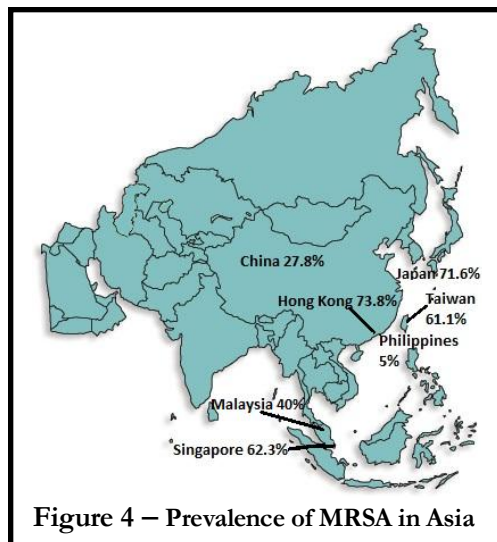 China 27.8%
Japan 71.6%
Hong Kong 73.8%
Taiwan
61.1%
Philippines
5%
Malaysia 40%
Singapore 62.3%
Figure 4 – Prevalence of MRSA in Asia